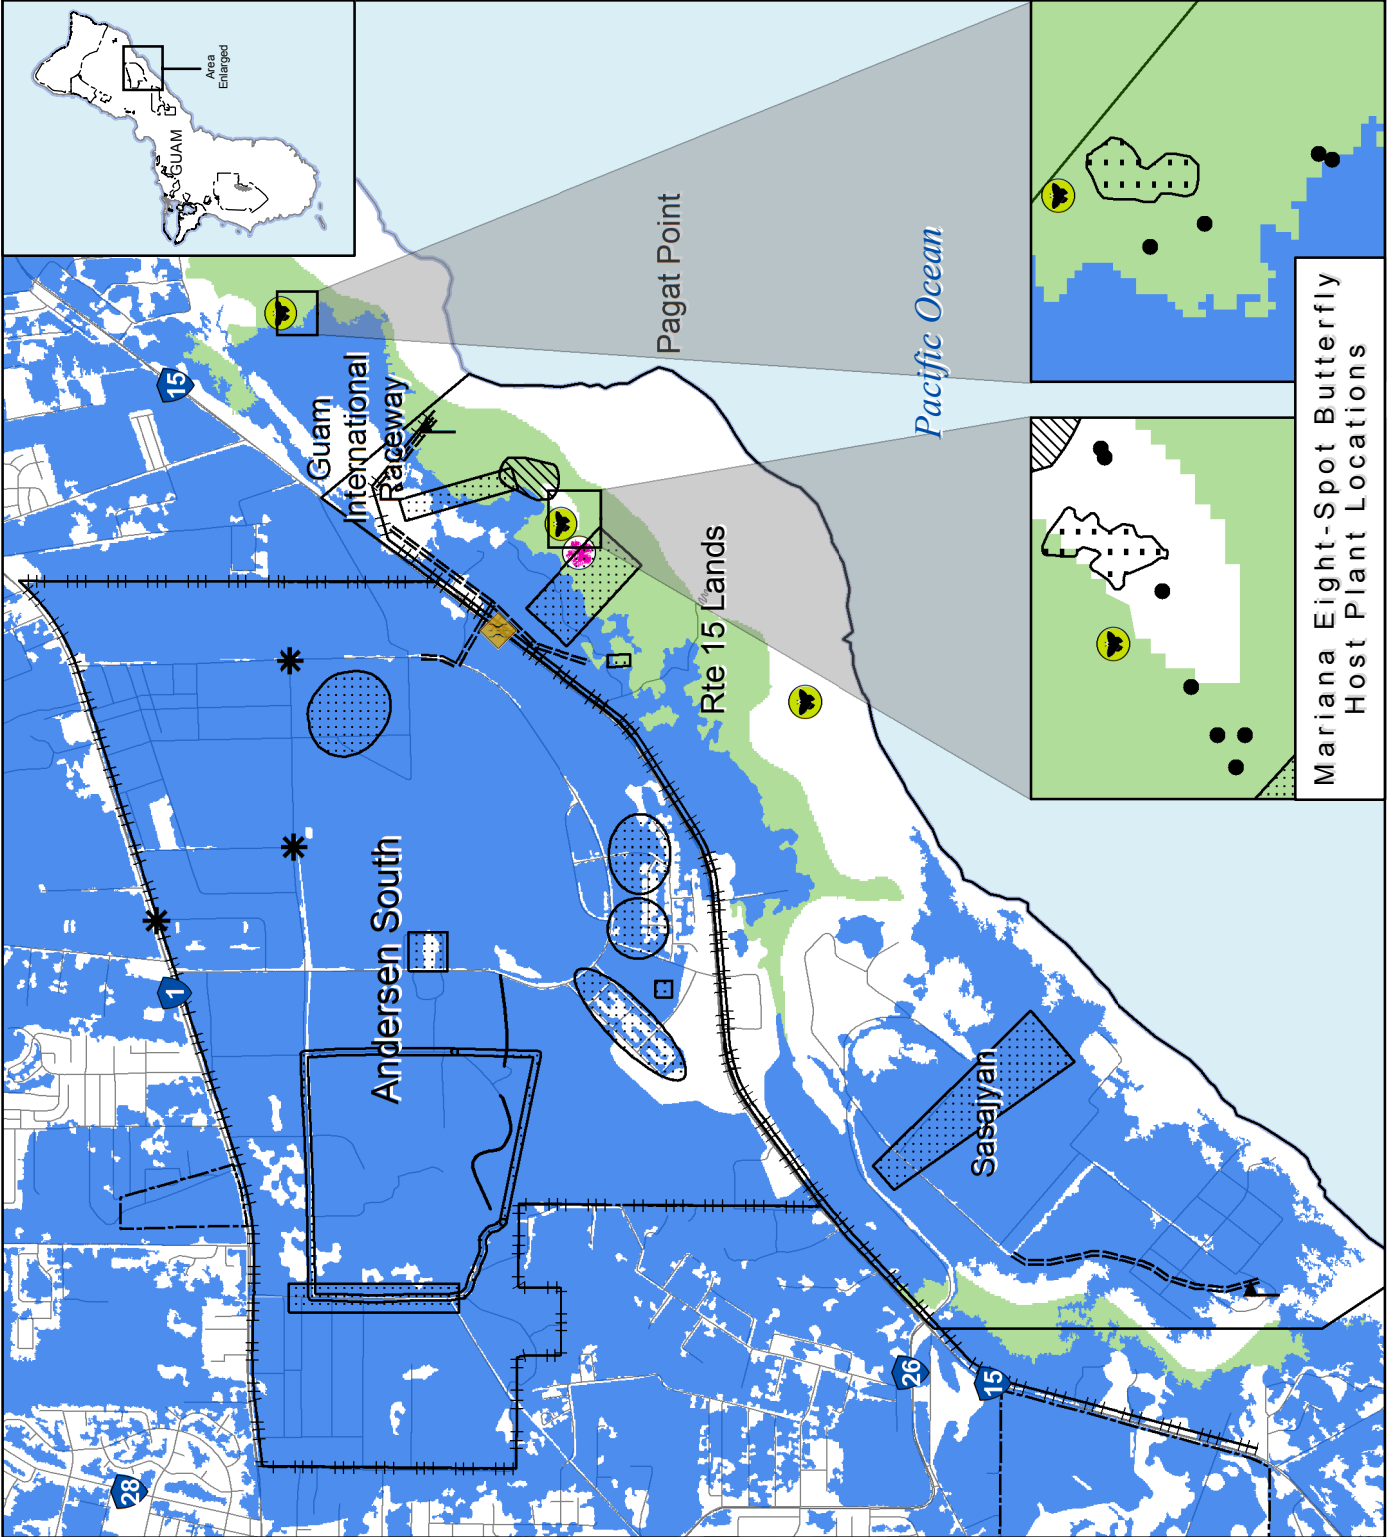 Area
Enlarged
GUAM
15
Guam
International
Raceway
Pagat Point
Pacific Ocean
Rte 15 Lands
Andersen South
1
Sasajyan
26
15
28
Mariana Eight-Spot Butterfly
Host Plant Locations